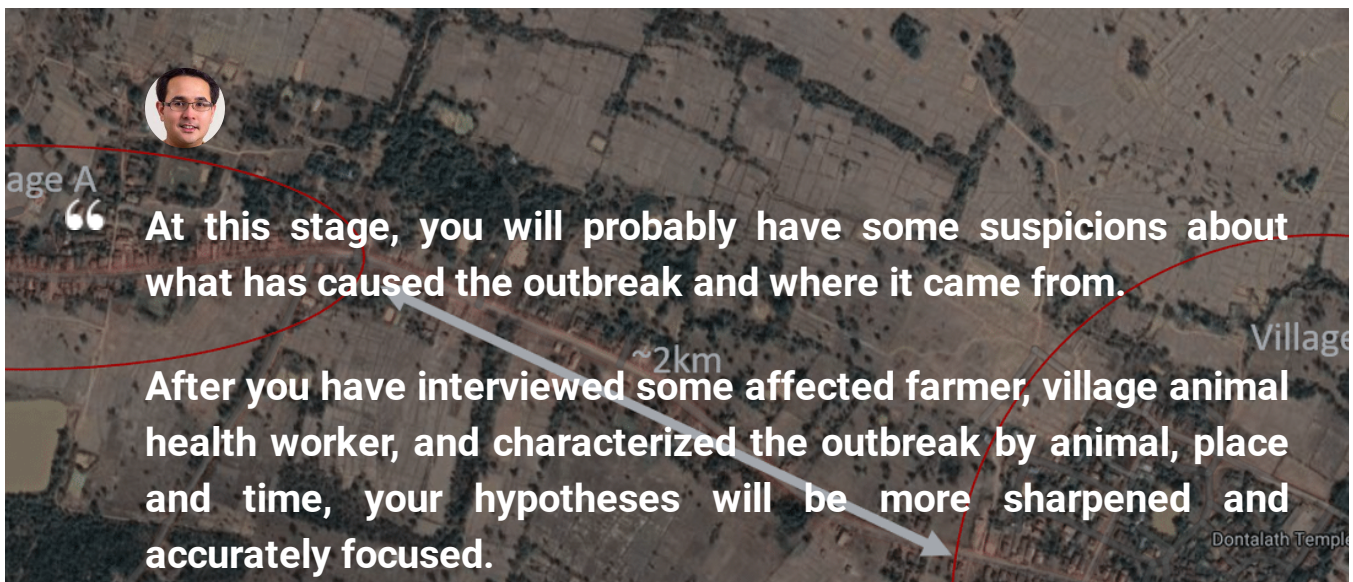 age A
“
At this stage, you will probably have some suspicions about
what has caused the outbreak and where it came from.
Village
~2km
After you have interviewed some affected farmer, village animal
health worker, and characterized the outbreak by animal, place
and time, your hypotheses will be more sharpened and
accurately focused.
Dontalath Temple